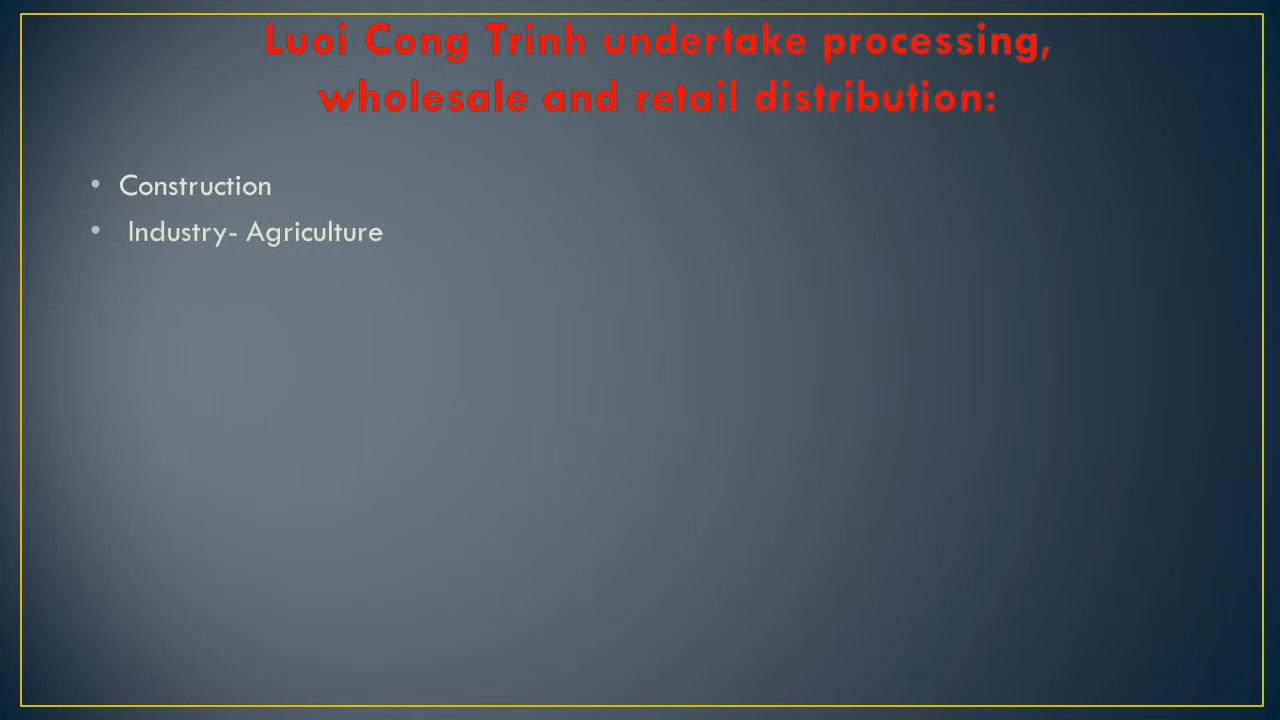 Luoi Cong Trinh undertake processing,
wholesale and retail distribution:
• Construction
• Industry- Agriculture